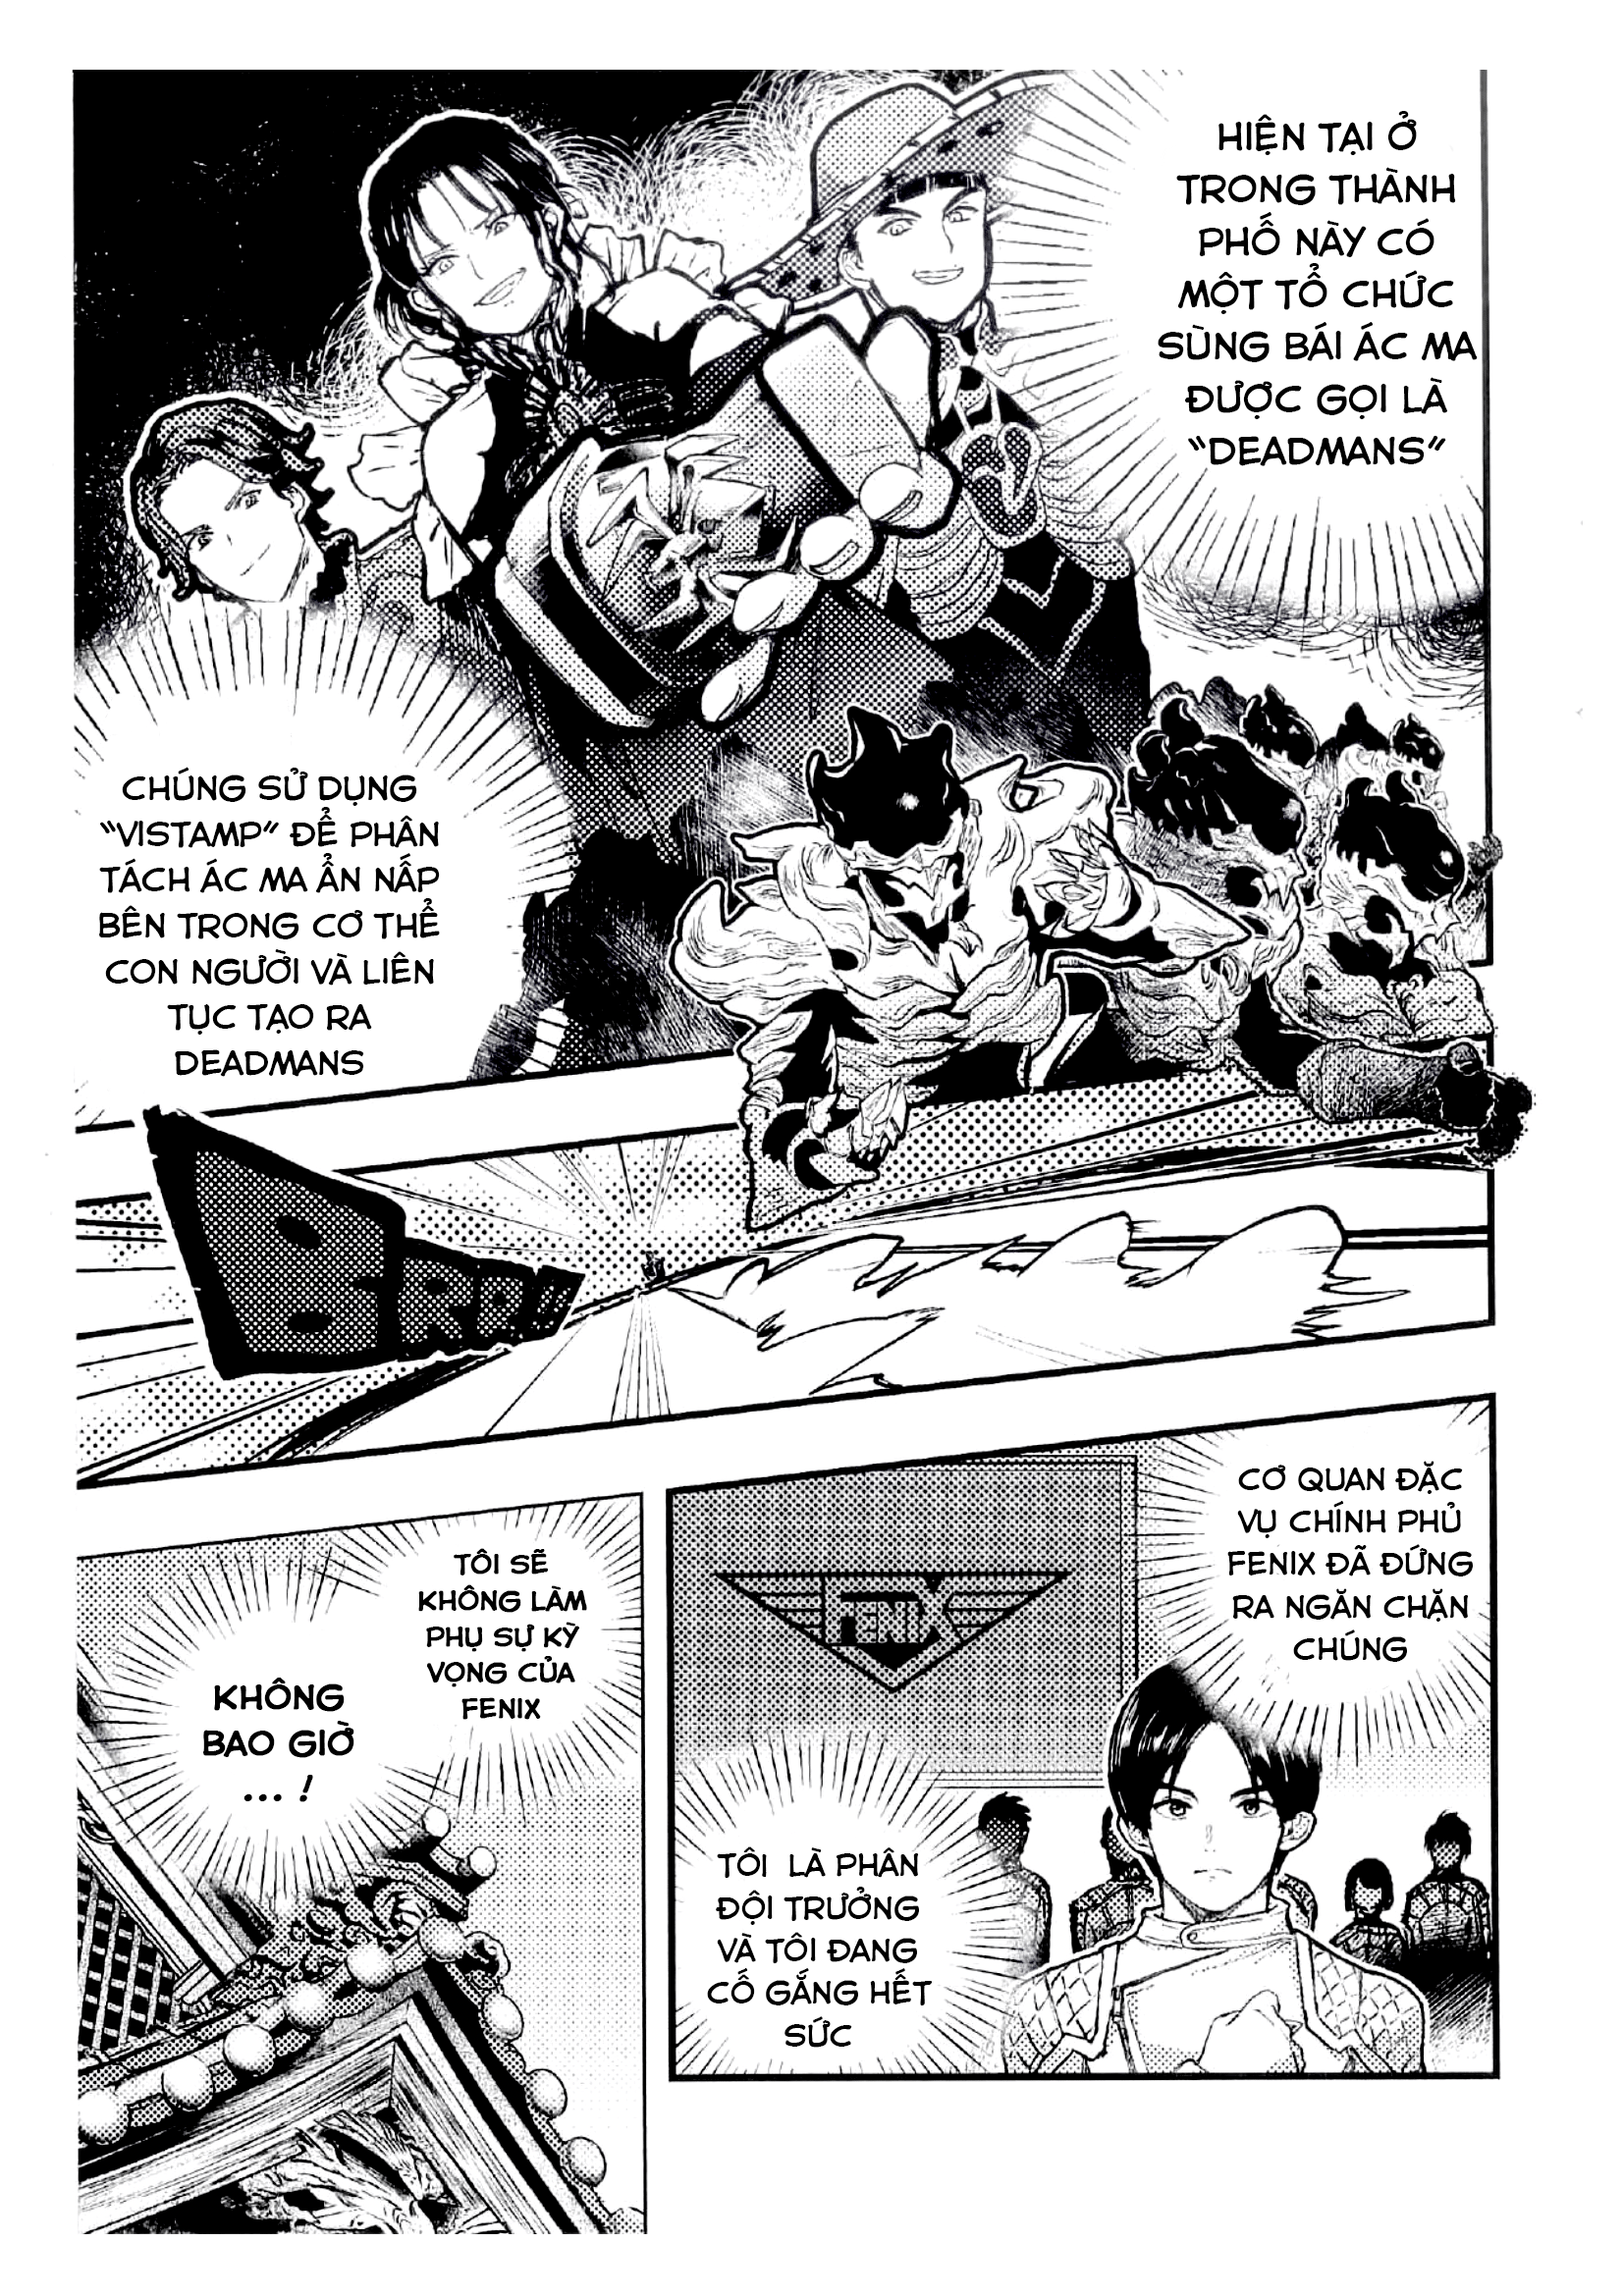 HIỆN TẠI Ở
TRONG THÀNH
PHỐ NÀY CÓ
MỘT TỔ CHỨC
SÙNG BÁI ÁC MA
ĐƯỢC GỌI LÀ
"DEADMANS"
CHÚNG SỬ DỤNG
"VISTAMP" ĐỂ PHÂN
TÁCH ÁC MA ẨN NẤP
BÊN TRONG CƠ THỂ
CON NGƯỜI VÀ LIÊN
TỤC TẠO RA
DEADMANS
BRRR!!
CƠ QUAN ĐẶC
VỤ CHÍNH PHỦ
FENIX ĐÃ ĐỨNG
RA NGĂN CHẶN
CHÚNG
FENIX
TÔI LÀ PHÂN
ĐỘI TRƯỞNG
VÀ TÔI ĐANG
CỐ GẮNG HẾT
SỨC
TÔI SẼ
KHÔNG LÀM
PHỤ SỰ KỲ
VỌNG CỦA
FENIX
KHÔNG
BAO GIỜ
... !